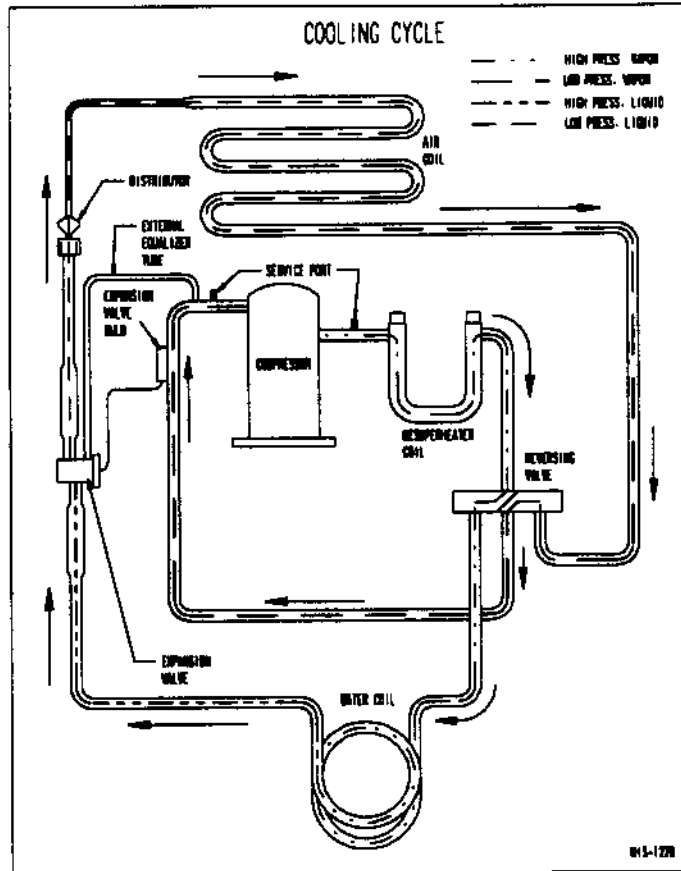 COOLING CYCLE
HIGH PRESS. VAPOR
LOW PRESS. VAPOR
HIGH PRESS. LIQUID
LOW PRESS. LIQUID
AIR
COIL
DISTRIBUTOR
EXTERNAL
EQUALIZER
TUBE
SERVICE PORT
EXPANSION
VALVE
BULB
COMPRESSOR
DESUPERHEATER
COIL
REVERSING
VALVE
EXPANSION
VALVE
WATER COIL